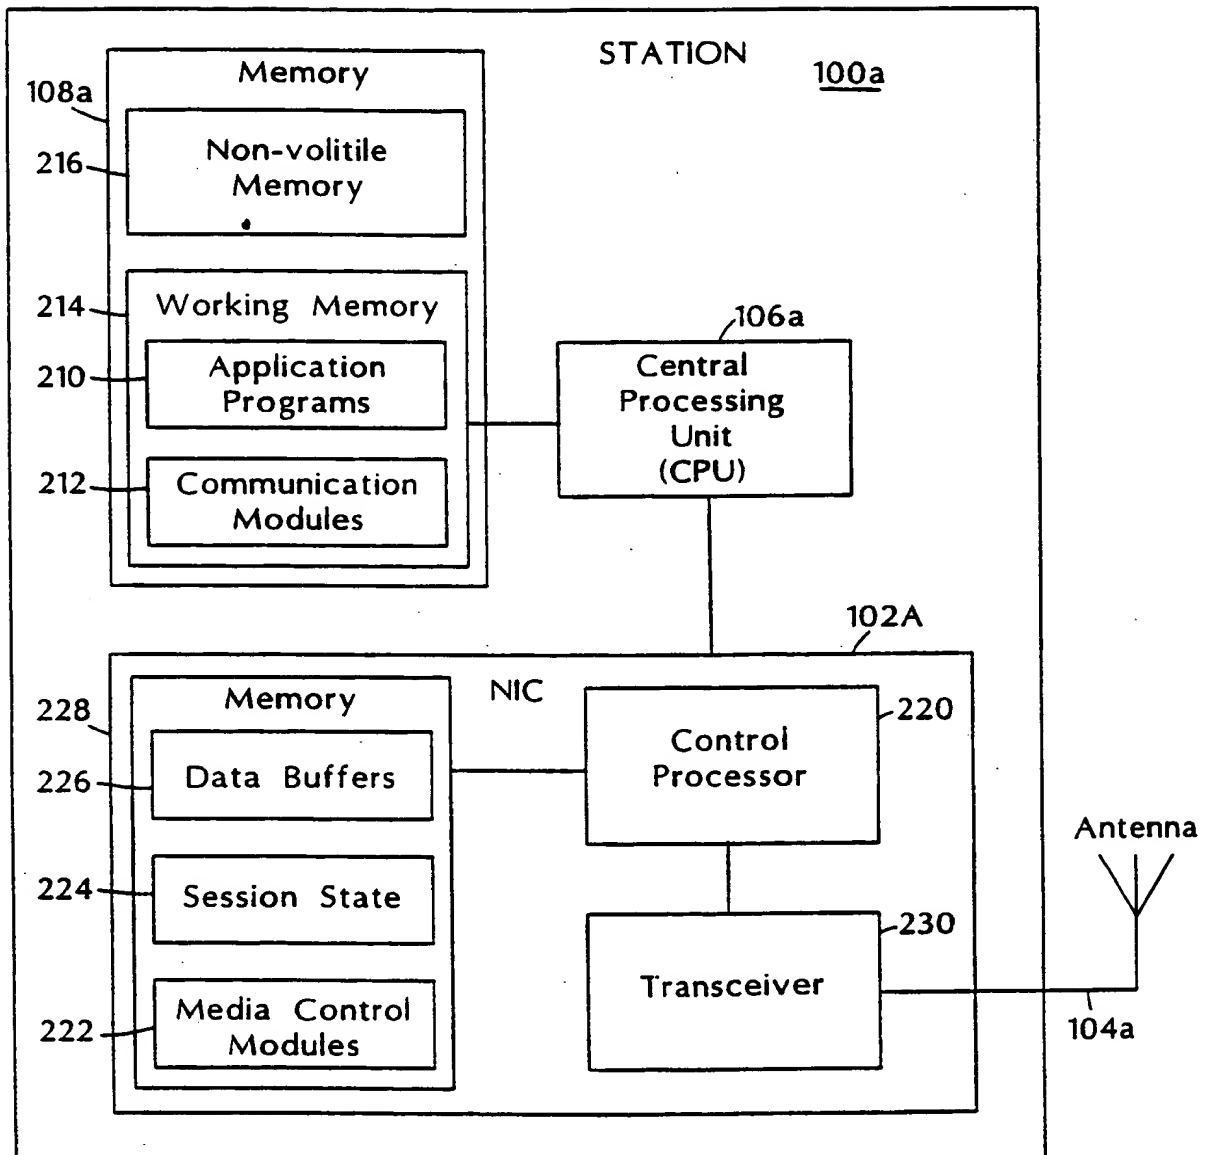 STATION
100a
Memory
108a
Non-volitile
Memory
216
214
Working Memory
210
Application
Programs
212
Communication
Modules
106a
Central
Processing
Unit
(CPU)
102A
NIC
228
Memory
226
Data Buffers
224
Session State
222
Media Control
Modules
220
Control
Processor
230
Transceiver
Antenna
104a